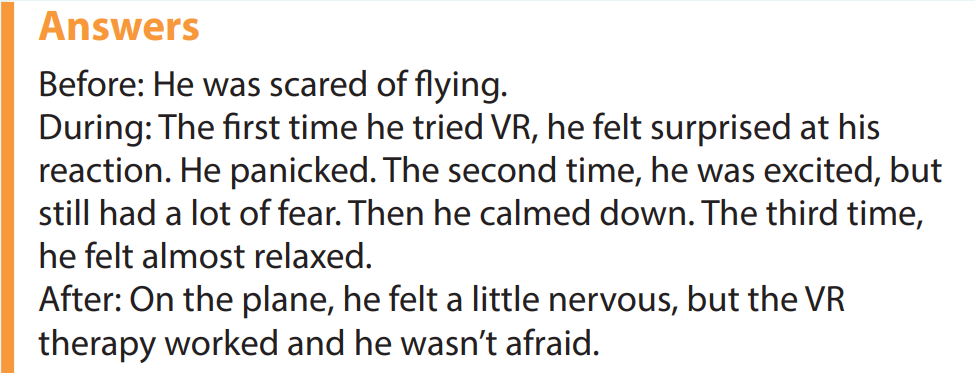 Answers
Before: He was scared of flying.
During: The first time he tried VR, he felt surprised at his
reaction. He panicked. The second time, he was excited, but
still had a lot of fear. Then he calmed down. The third time,
he felt almost relaxed.
After: On the plane, he felt a little nervous, but the VR
therapy worked and he wasn’t afraid.